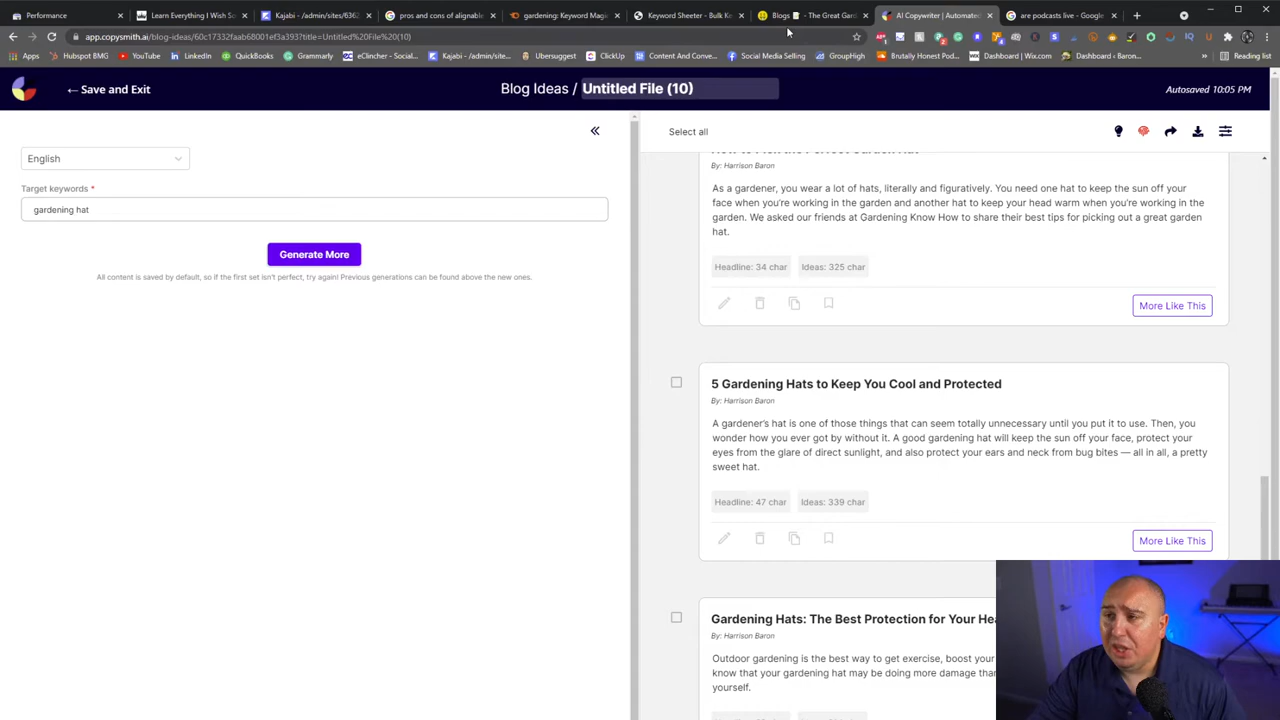 Performance
Learn Everything I Wish So
Kajabi - /admin/sites/6362
pros and cons of alignable
gardening: Keyword Magic
Keyword Sheeter - Bulk Ke
Blogs - The Great Gard
AI Copywriter | Automated
are podcasts live - Google
app.copysmith.ai/blog-ideas/60c17332faab68001ef3a393?title=Untitled%20File%20(10)
Apps
Hubspot BMG
YouTube
LinkedIn
Grammarly
eClincher - Social...
Kajabi - /admin/site...
Ubersuggest
ClickUp
Content And Conver...
Social Media Selling
GroupHigh
Brutally Honest Pod...
Dashboard | Wix.com
Dashboard ‹ Baron...
Reading list
← Save and Exit
Blog Ideas / Untitled File (10)
Autosaved 10:05 PM
English
Target keywords *
gardening hat
Generate More
All content is saved by default, so if the first set isn't perfect, try again! Previous generations can be found above the new ones.
Select all
How to Pick the Perfect Garden Hat
By: Harrison Baron
As a gardener, you wear a lot of hats, literally and figuratively. You need one hat to keep the sun off your
face when you're working in the garden and another hat to keep your head warm when you're working in the
garden. We asked our friends at Gardening Know How to share their best tips for picking out a great garden
hat.
Headline: 34 char
Ideas: 325 char
More Like This
5 Gardening Hats to Keep You Cool and Protected
By: Harrison Baron
A gardener's hat is one of those things that can seem totally unnecessary until you put it to use. Then, you
wonder how you ever got by without it. A good gardening hat will keep the sun off your face, protect your
eyes from the glare of direct sunlight, and also protect your ears and neck from bug bites — all in all, a pretty
sweet hat.
Headline: 47 char
Ideas: 339 char
More Like This
Gardening Hats: The Best Protection for Your Hea
By: Harrison Baron
Outdoor gardening is the best way to get exercise, boost your
know that your gardening hat may be doing more damage than
yourself.